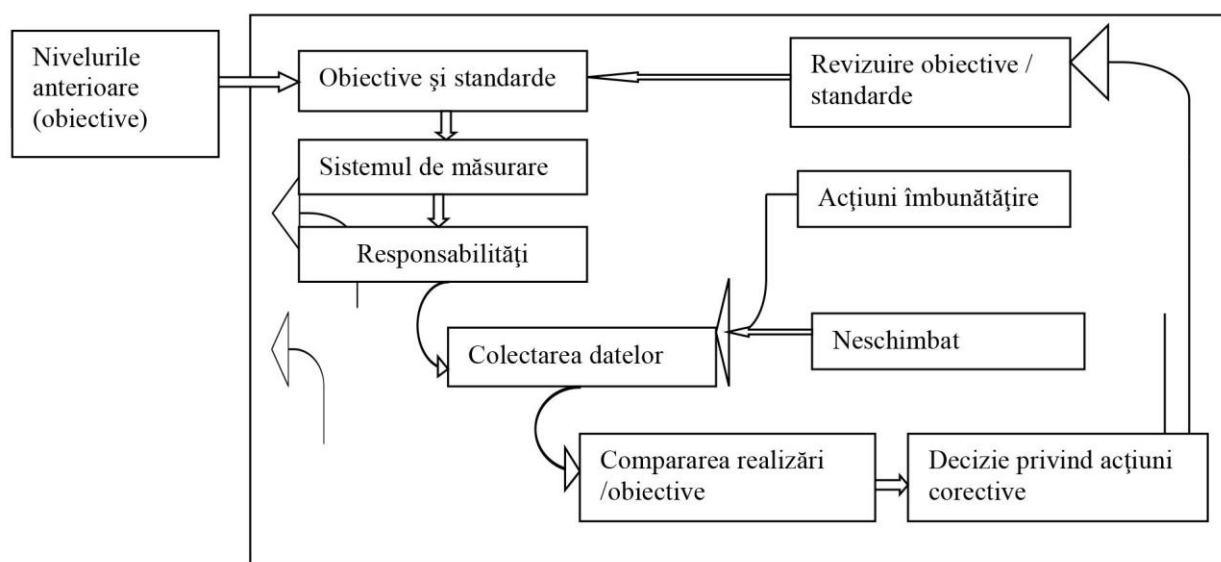 Nivelurile
anterioare
(obiective)
Obiective şi standarde
Revizuire obiective /
standarde
Sistemul de măsurare
Acţiuni îmbunătăţire
Responsabilităţi
Colectarea datelor
Neschimbat
Compararea realizări
/obiective
Decizie privind acţiuni
corective